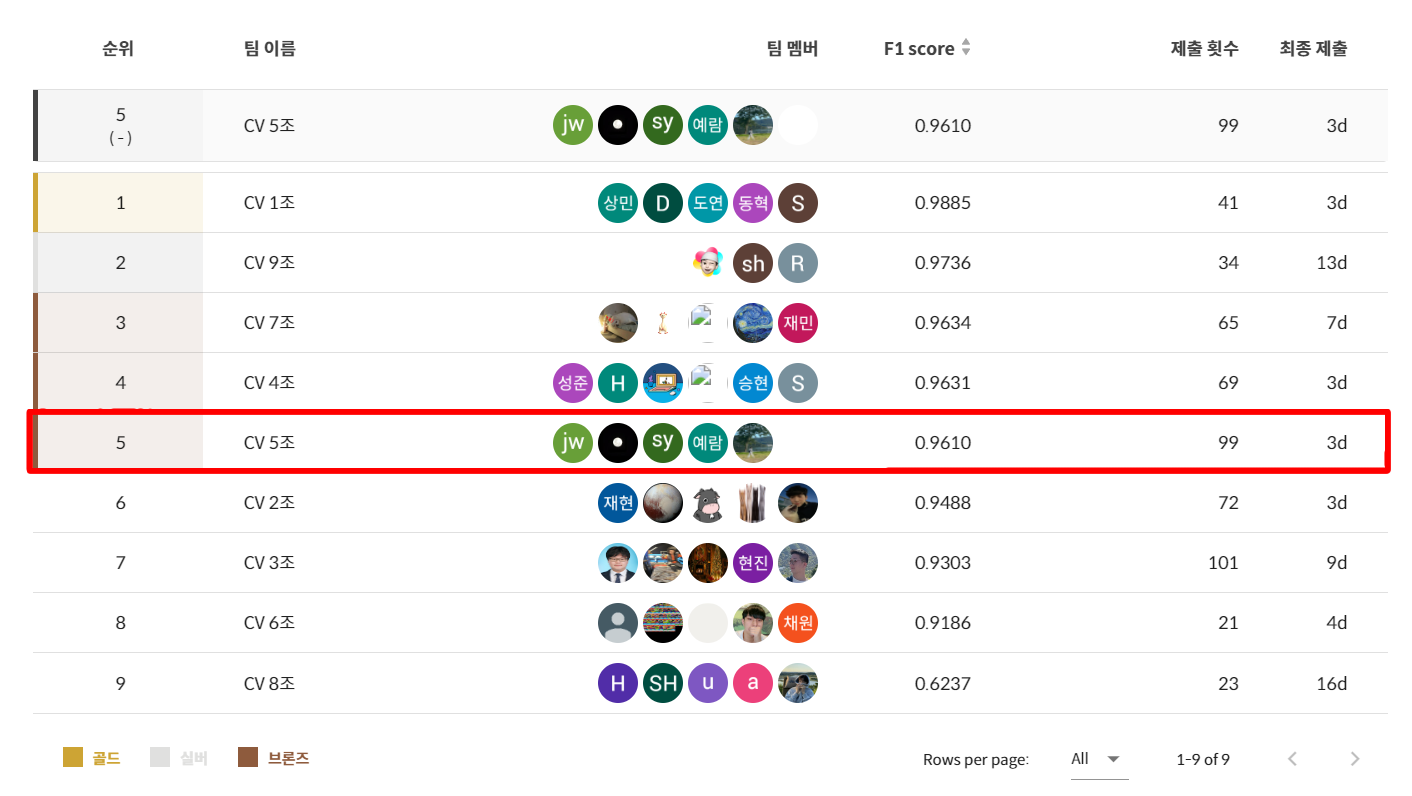 순위 팀 이름 팀 멤버 F1 score 제출 횟수 최종 제출
5 (-) CV 5조 jw sy 예람 0.9610 99 3d
1 CV 1조 상민 D 도연 동혁 S 0.9885 41 3d
2 CV 9조 sh R 0.9736 34 13d
3 CV 7조 재민 0.9634 65 7d
4 CV 4조 성준 H 승현 S 0.9631 69 3d
5 CV 5조 jw sy 예람 0.9610 99 3d
6 CV 2조 재현 0.9488 72 3d
7 CV 3조 현진 0.9303 101 9d
8 CV 6조 채원 0.9186 21 4d
9 CV 8조 H SH u a 0.6237 23 16d
골드 실버 브론즈 Rows per page: All 1-9 of 9